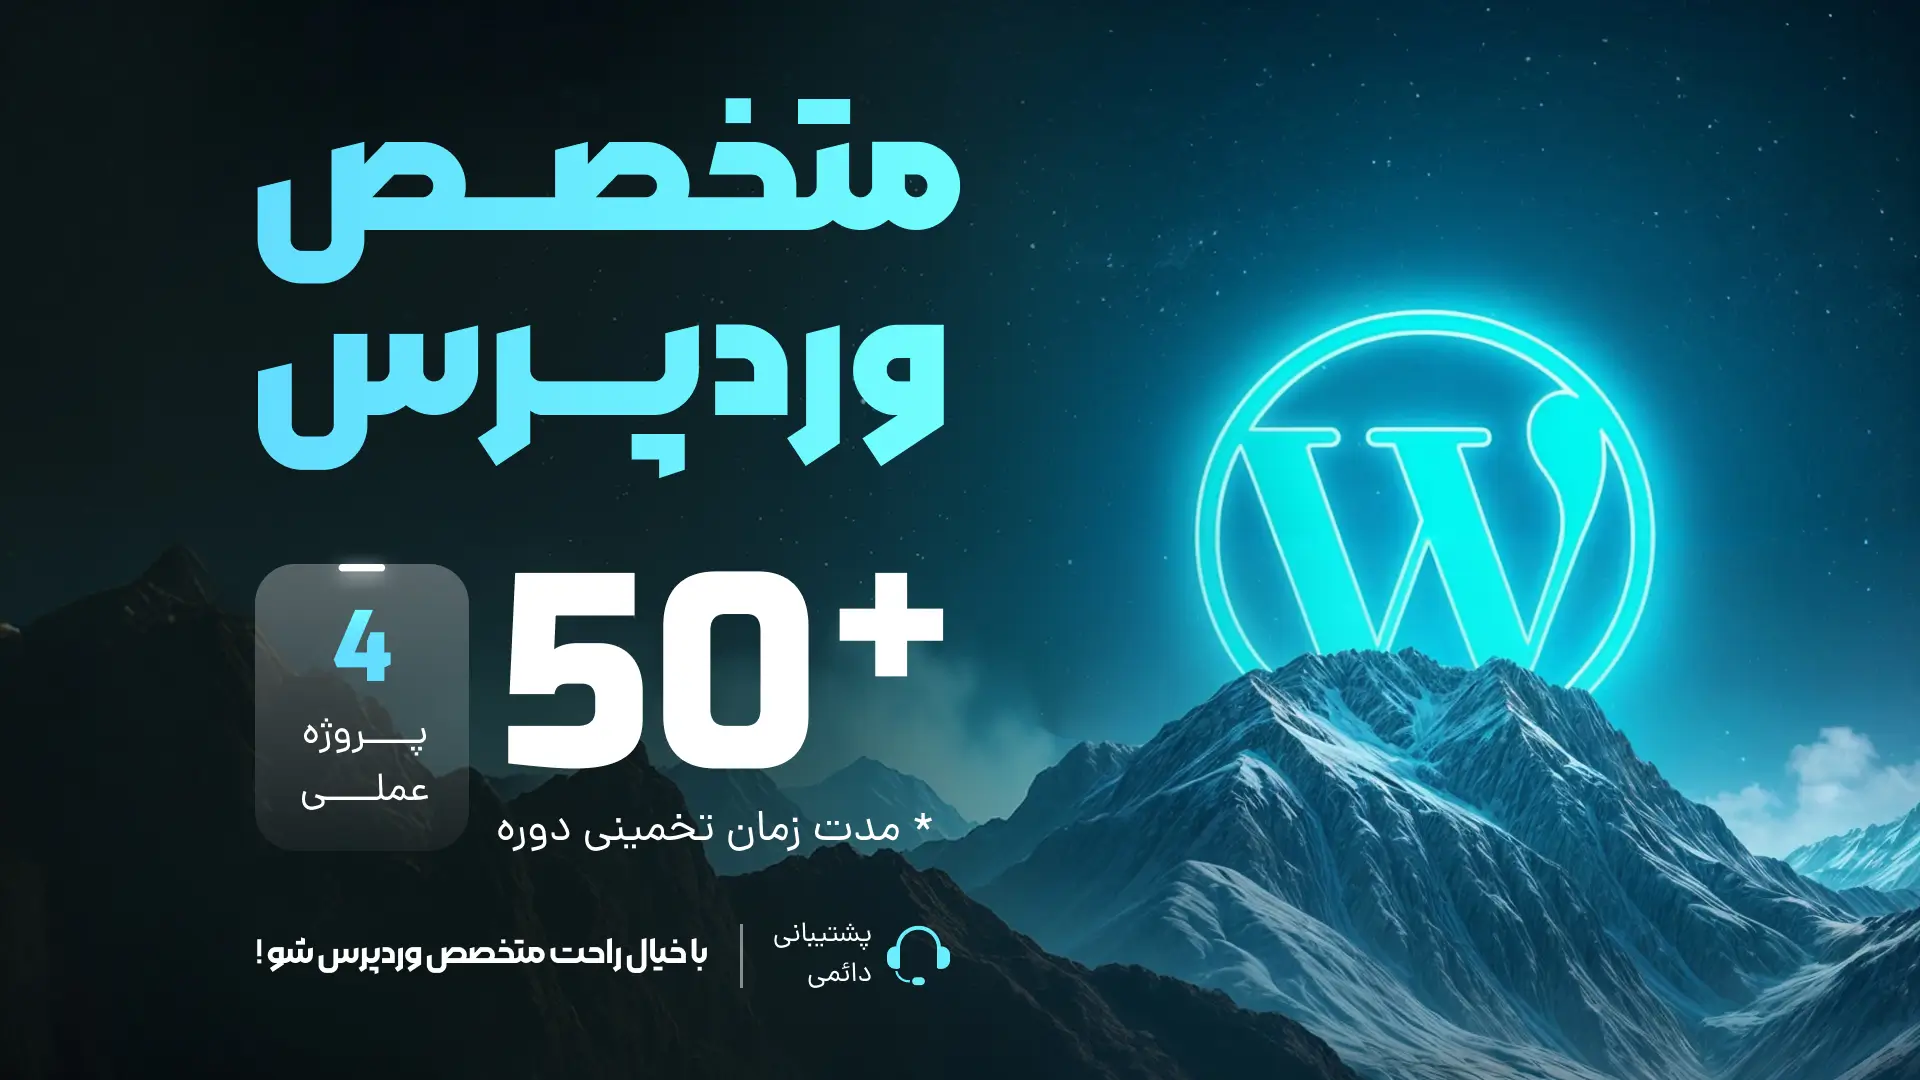 متخصص
وردپرس
50+
* مدت زمان تخمینی دوره
4
پروژه
عملی
پشتیبانی
دائمی
با خیال راحت متخصص وردپرس شو !
W